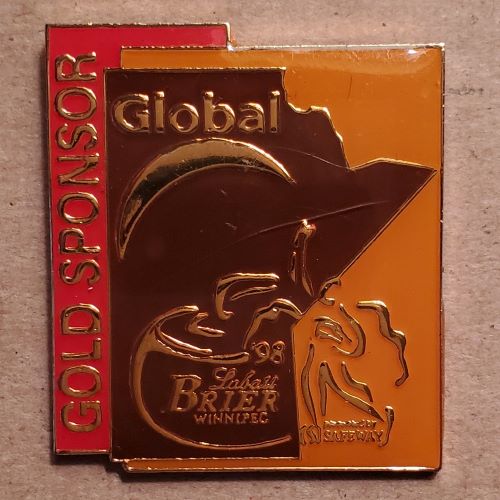 GOLD SPONSOR
Global
'98
Labatt
BRIER
WINNIPEG
SAFEWAY